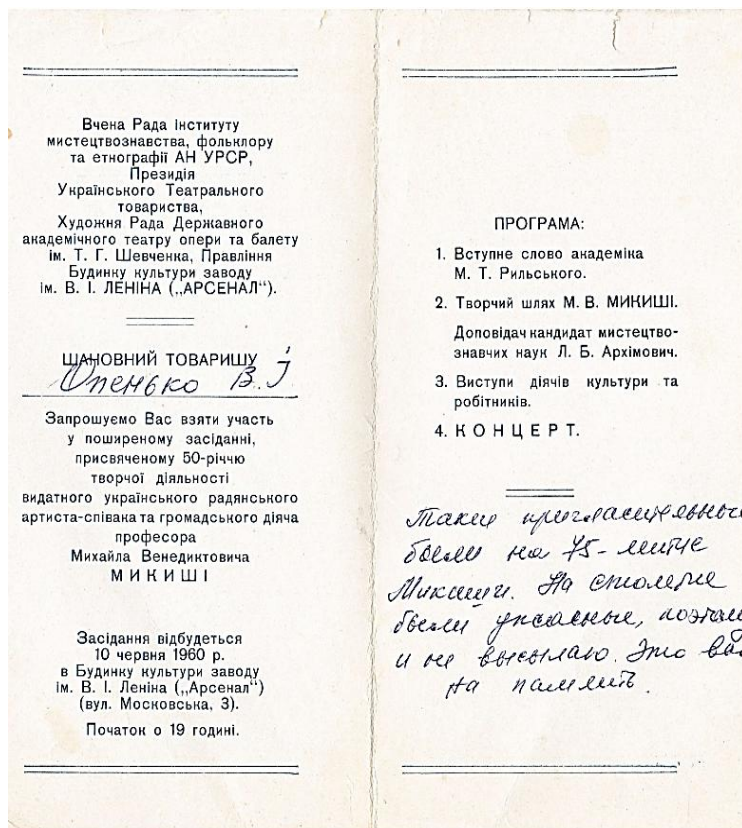 Вчена Рада Інституту
мистецтвознавства, фольклору
та етнографії АН УРСР,
Президія
Українського Театрального
товариства,
Художня Рада Державного
академічного театру опери та балету
ім. Т. Г. Шевченка, Правління
Будинку культури заводу
ім. В. І. ЛЕНІНА („АРСЕНАЛ“).
ШАНОВНИЙ ТОВАРИШУ
Опенько В. І
Запрошуємо Вас взяти участь
у поширеному засіданні,
присвяченому 50-річчю
творчої діяльності
видатного українського радянського
артиста-співака та громадського діяча
професора
Михайла Венедиктовича
МИКИШІ
Засідання відбудеться
10 червня 1960 р.
в Будинку культури заводу
ім. В. І. Леніна („Арсенал“)
(вул. Московська, 3).
Початок о 19 годині.
ПРОГРАМА:
1. Вступне слово академіка
М. Т. Рильського.
2. Творчий шлях М. В. МИКИШІ.
Доповідач кандидат мистецтво-
знавчих наук Л. Б. Архімович.
3. Виступи діячів культури та
робітників.
4. КОНЦЕРТ.
Такие пригласительные
были на 75-летие
Микиши. На столетие
были ужасные, поэтом
и не высылаю. Это ва
на память.